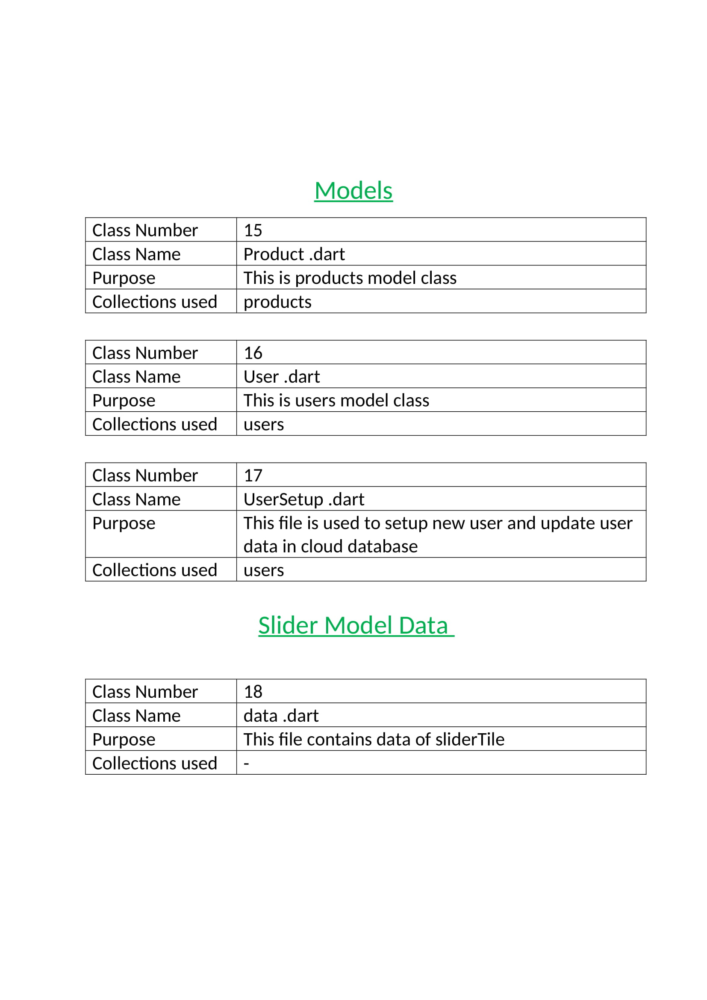 Models
Class Number 15
Class Name Product .dart
Purpose This is products model class
Collections used products
Class Number 16
Class Name User .dart
Purpose This is users model class
Collections used users
Class Number 17
Class Name UserSetup .dart
Purpose This file is used to setup new user and update user
data in cloud database
Collections used users
Slider Model Data
Class Number 18
Class Name data .dart
Purpose This file contains data of sliderTile
Collections used -